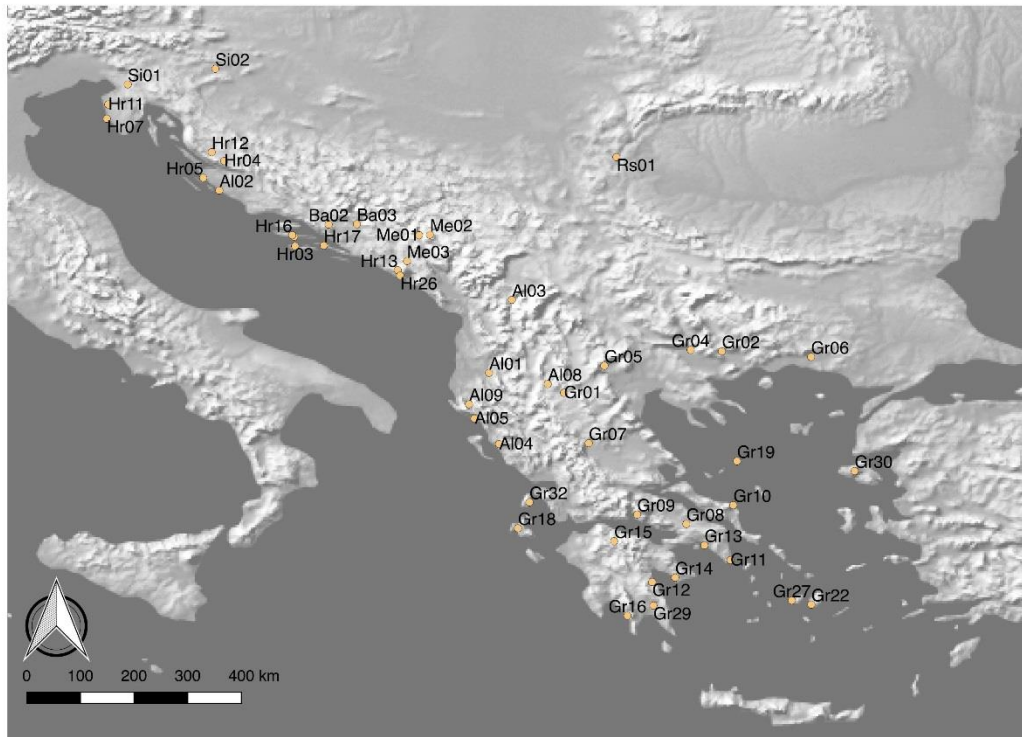 Si02
Si01
Hr11
Hr07
Hr12
Hr04
Rs01
Hr05
Al02
Ba02 Ba03
Hr16
Me01 Me02
Hr03
Hr17
Me03
Hr13
Hr26
Al03
Gr04
Gr02
Gr06
Gr05
Al01
Al08
Gr01
Al09
Al05
Al04
Gr07
Gr19
Gr30
Gr32
Gr10
Gr09
Gr08
Gr18
Gr15
Gr13
Gr11
Gr14
Gr12
Gr27 Gr22
Gr16
Gr29
0 100 200 300 400 km